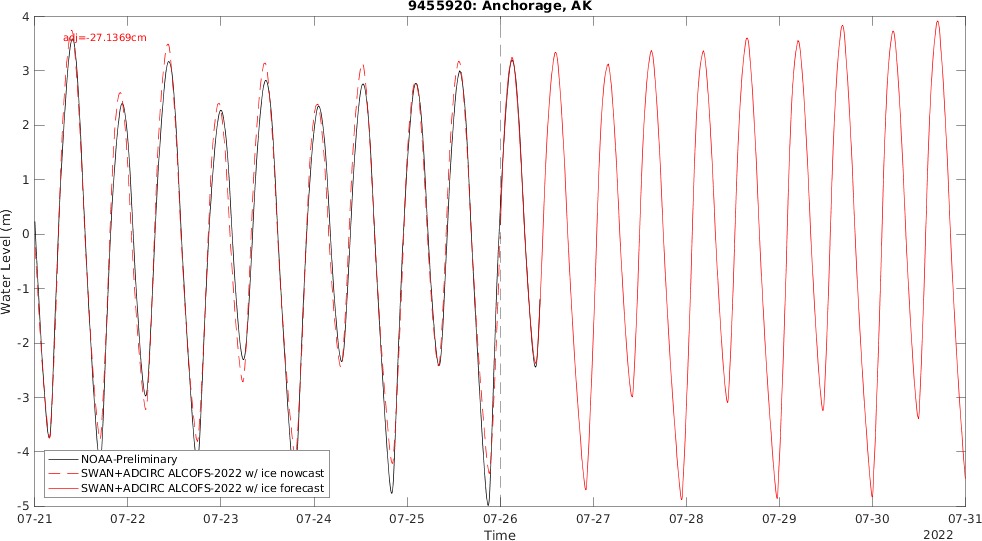 9455920: Anchorage, AK
adj=-27.1369cm
4
3
2
1
0
-1
-2
-3
-4
-5
Water Level (m)
NOAA-Preliminary
SWAN+ADCIRC ALCOFS-2022 w/ ice nowcast
SWAN+ADCIRC ALCOFS-2022 w/ ice forecast
07-21 07-22 07-23 07-24 07-25 07-26 07-27 07-28 07-29 07-30 07-31
Time
2022